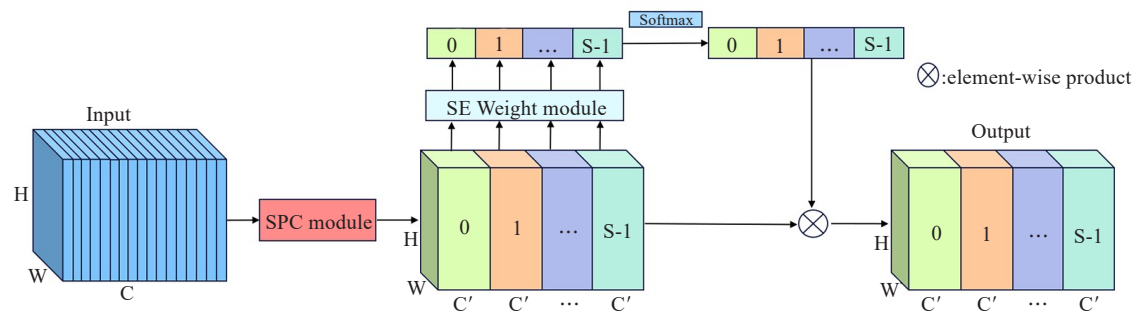 Softmax
0 1 … S-1
0 1 … S-1
⊗:element-wise product
SE Weight module
Input
Output
H
SPC module
H
0 1 … S-1
H
0 1 … S-1
W
C
W
C′ C′ … C′
W
C′ C′ … C′